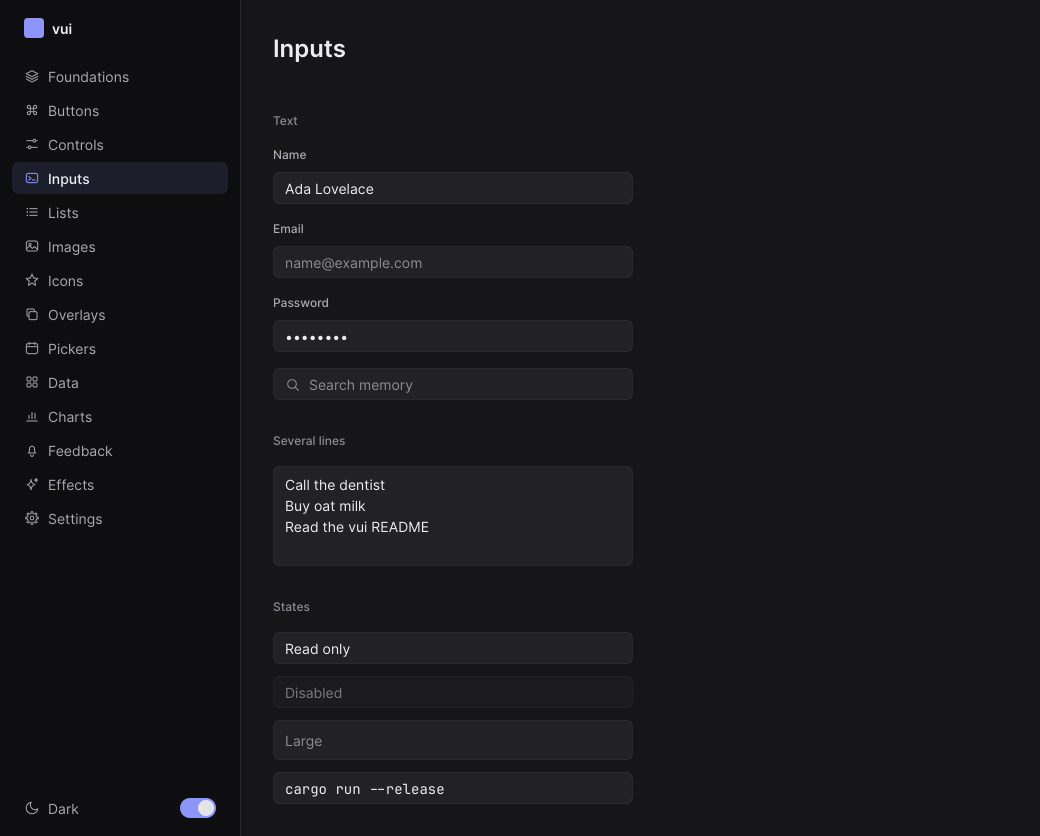 vui
Foundations
Buttons
Controls
Inputs
Lists
Images
Icons
Overlays
Pickers
Data
Charts
Feedback
Effects
Settings
Dark
Inputs
Text
Name
Ada Lovelace
Email
name@example.com
Password
••••••••
Search memory
Several lines
Call the dentist
Buy oat milk
Read the vui README
States
Read only
Disabled
Large
cargo run --release